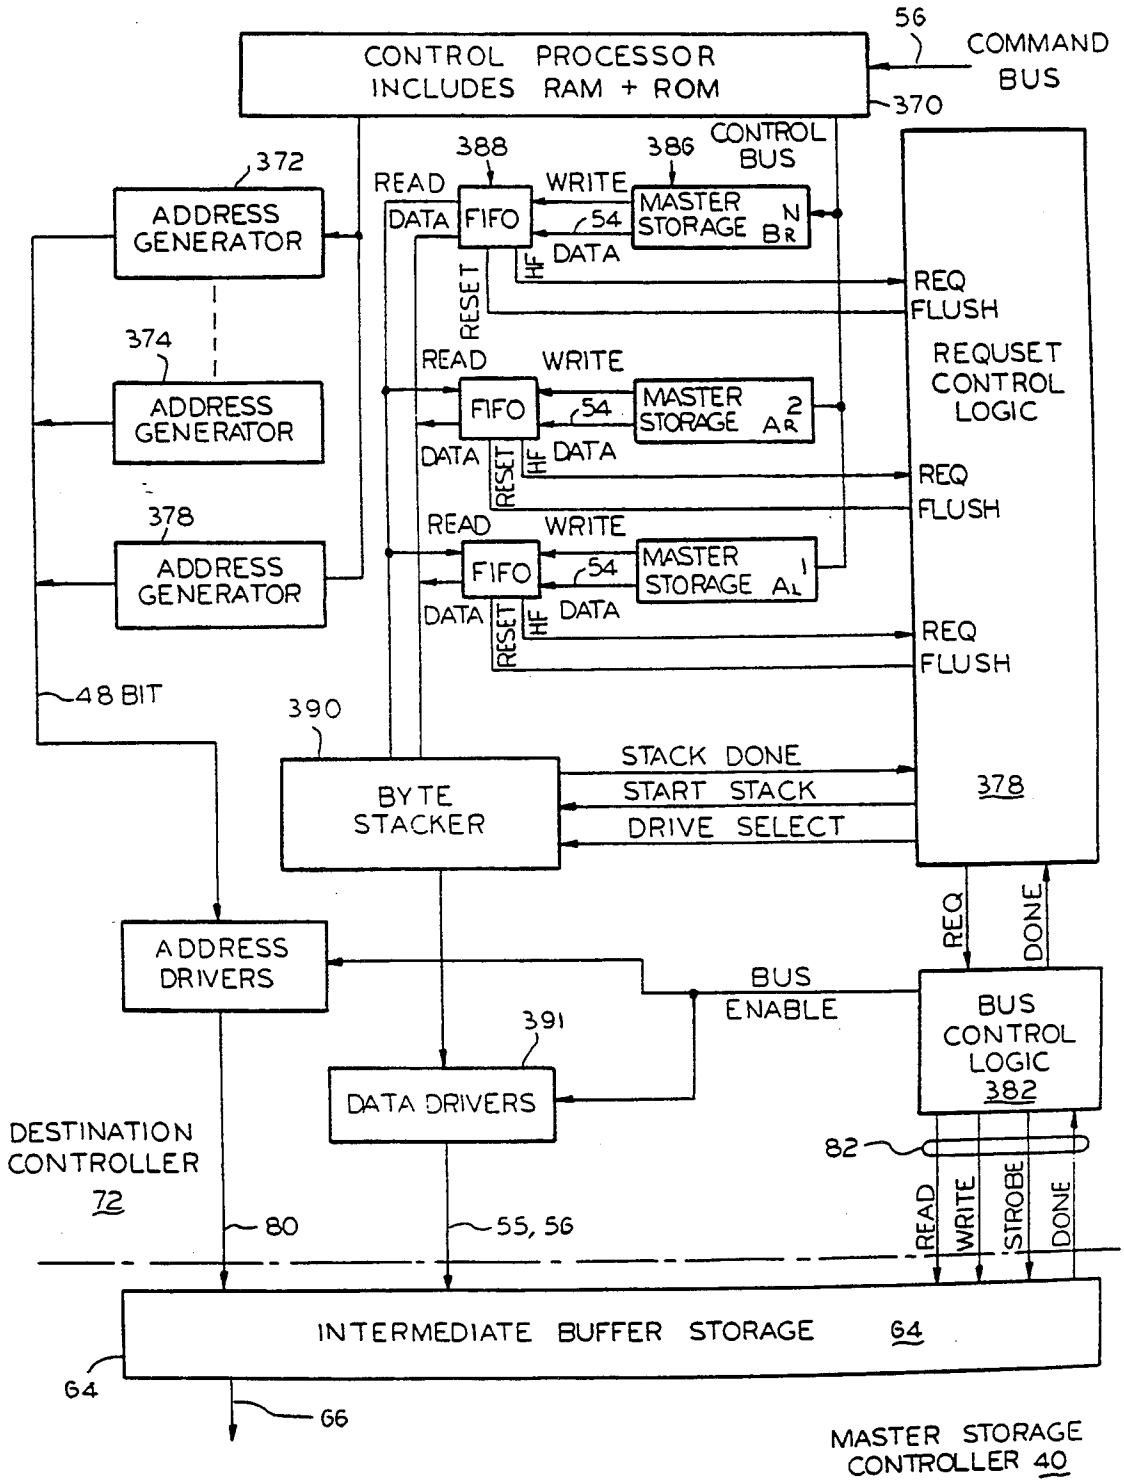 CONTROL PROCESSOR
INCLUDES RAM + ROM
56
COMMAND
BUS
370
CONTROL
BUS
372
ADDRESS
GENERATOR
388
READ
DATA
FIFO
WRITE
54
DATA
386
MASTER
STORAGE
N
BR
RESET
HF
REQ
FLUSH
REQUSET
CONTROL
LOGIC
374
ADDRESS
GENERATOR
READ
FIFO
DATA
WRITE
54
DATA
MASTER
STORAGE
2
AR
RESET
HF
REQ
FLUSH
378
ADDRESS
GENERATOR
READ
FIFO
DATA
WRITE
54
DATA
MASTER
STORAGE
1
AL
RESET
HF
REQ
FLUSH
48 BIT
390
BYTE
STACKER
STACK DONE
START STACK
DRIVE SELECT
378
REQ
DONE
ADDRESS
DRIVERS
BUS
ENABLE
BUS
CONTROL
LOGIC
382
391
DATA DRIVERS
DESTINATION
CONTROLLER
72
82
READ
WRITE
STROBE
DONE
80
55, 56
INTERMEDIATE BUFFER STORAGE 64
64
66
MASTER STORAGE
CONTROLLER 40